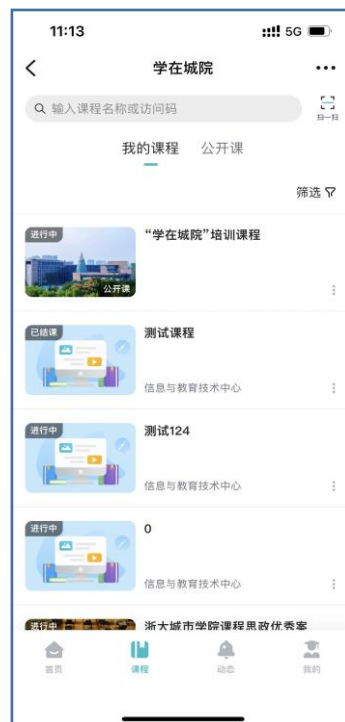 11:13
5G
学在城院
输入课程名称或访问码
扫一扫
我的课程 公开课
筛选
进行中
“学在城院”培训课程
公开课
已结课
测试课程
信息与教育技术中心
进行中
测试124
信息与教育技术中心
进行中
0
信息与教育技术中心
进行中
浙大城市学院课程思政优秀案
首页 课程 动态 我的